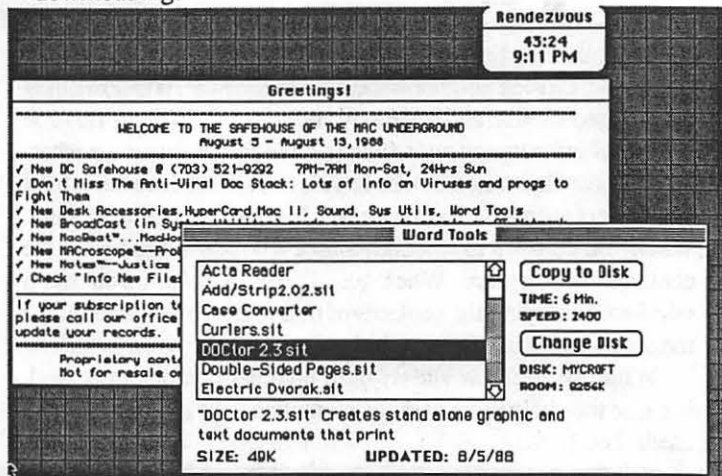 Rendezvous
43:24
9:11 PM
Greetings!
WELCOME TO THE SAFEHOUSE OF THE MAC UNDERGROUND
August 5 - August 13, 1988
✓ New DC Safehouse @ (703) 521-9292 7PM-7AM Mon-Sat, 24Hrs Sun
✓ Don't Miss The Anti-Viral Doc Stack: Lots of Info on Viruses and progs to
Fight Them
✓ New Desk Accessories,HyperCard,Mac II, Sound, Sys Utils, Word Tools
✓ New BroadCast (in
✓ New MacBeat™...
✓ New MACroscope™--
✓ New Notes™--Justice
✓ Check "Info New Files
If your subscription
please call our office
update your records.
Proprietary
Not for resale
Word Tools
Acta Reader
Add/Strip2.02.sit
Case Converter
Curlers.sit
DOCtor 2.3 sit
Double-Sided Pages.sit
Electric Dvorak.sit
Copy to Disk
TIME: 6 Min.
SPEED: 2400
Change Disk
DISK: MYCROFT
ROOM: 8256K
"DOCtor 2.3 sit" creates stand alone graphic and
text documents that print
SIZE: 49K UPDATED: 8/5/88